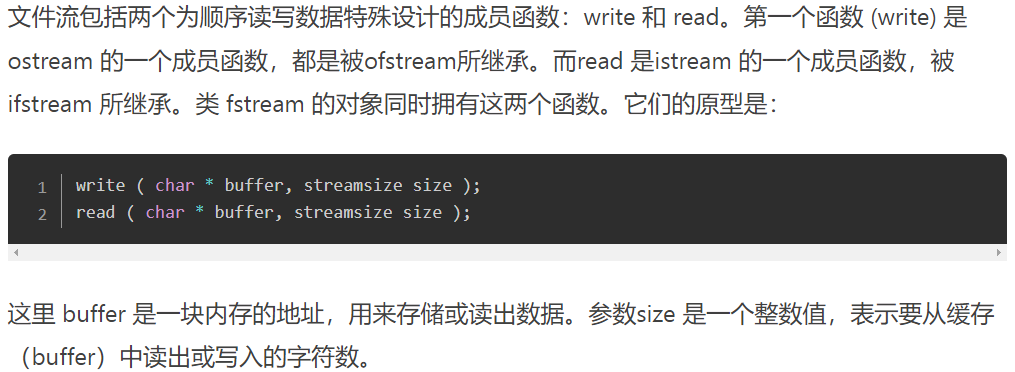 文件流包括两个为顺序读写数据特殊设计的成员函数：write 和 read。第一个函数 (write) 是
ostream 的一个成员函数，都是被ofstream所继承。而read 是istream 的一个成员函数，被
ifstream 所继承。类 fstream 的对象同时拥有这两个函数。它们的原型是：
1 write ( char * buffer, streamsize size );
2 read ( char * buffer, streamsize size );
这里 buffer 是一块内存的地址，用来存储或读出数据。参数size 是一个整数值，表示要从缓存
（buffer）中读出或写入的字符数。